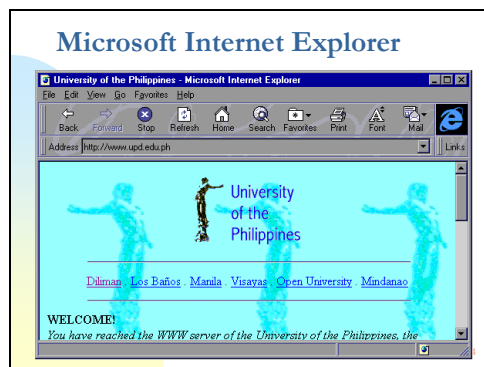 Microsoft Internet Explorer
University of the Philippines - Microsoft Internet Explorer
File Edit View Go Favorites Help
Back Forward Stop Refresh Home Search Favorites Print Font Mail
Address http://www.upd.edu.ph Links
University
of the
Philippines
Diliman . Los Baños . Manila . Visayas . Open University . Mindanao
WELCOME!
You have reached the WWW server of the University of the Philippines, the